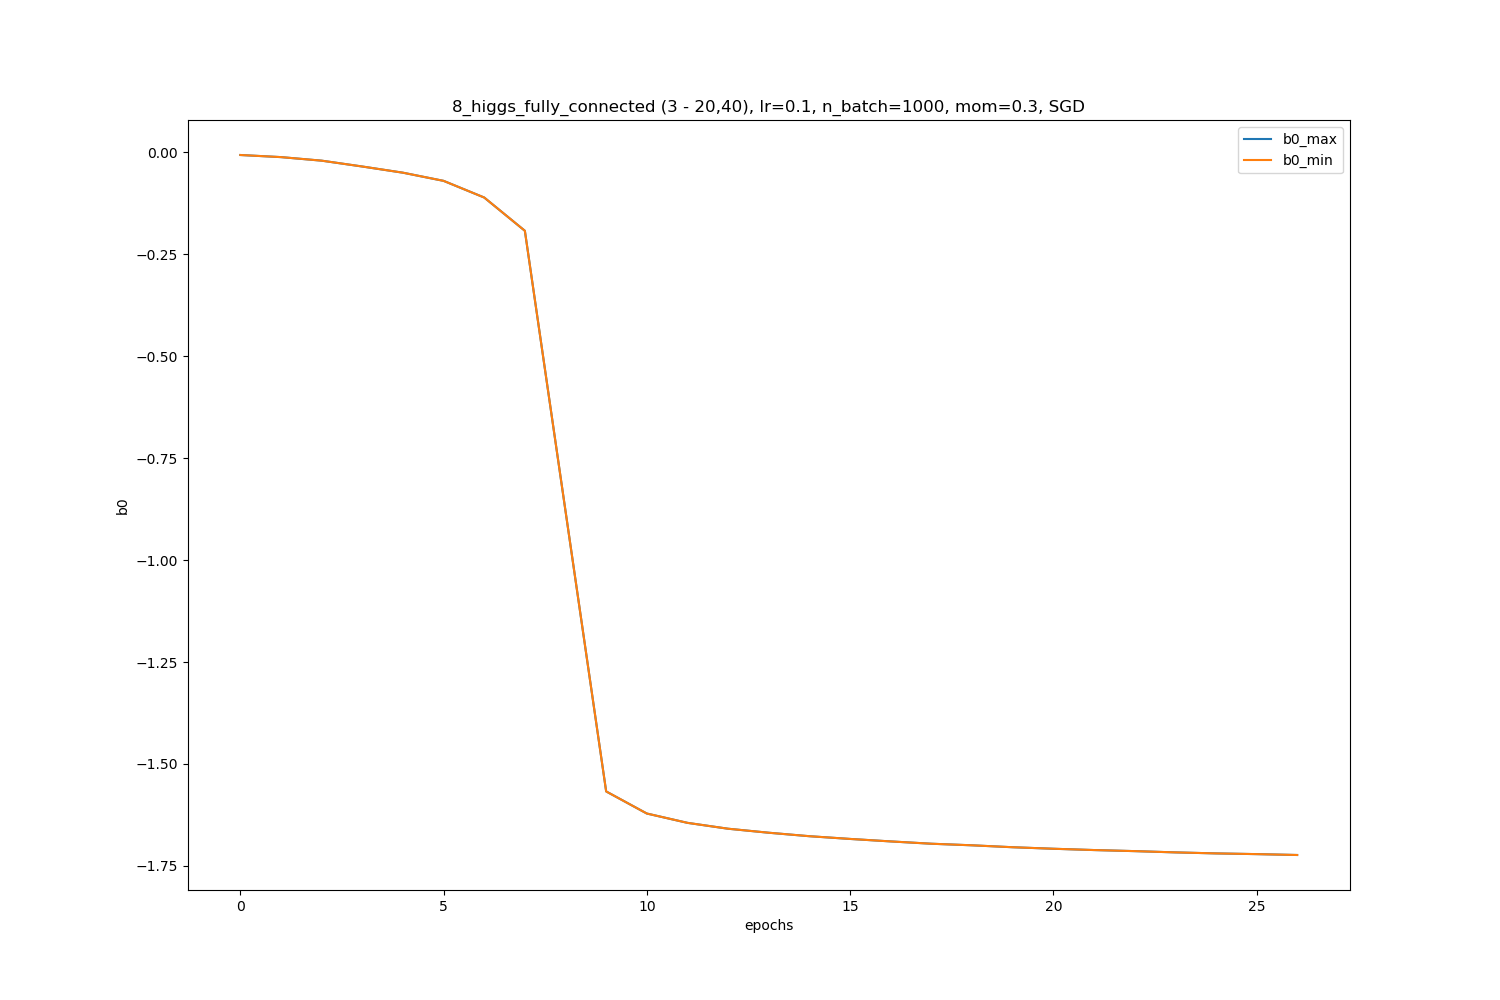 8_higgs_fully_connected (3 - 20,40), lr=0.1, n_batch=1000, mom=0.3, SGD
b0_max
b0_min
0.00
−0.25
−0.50
−0.75
−1.00
−1.25
−1.50
−1.75
b0
0
5
10
15
20
25
epochs